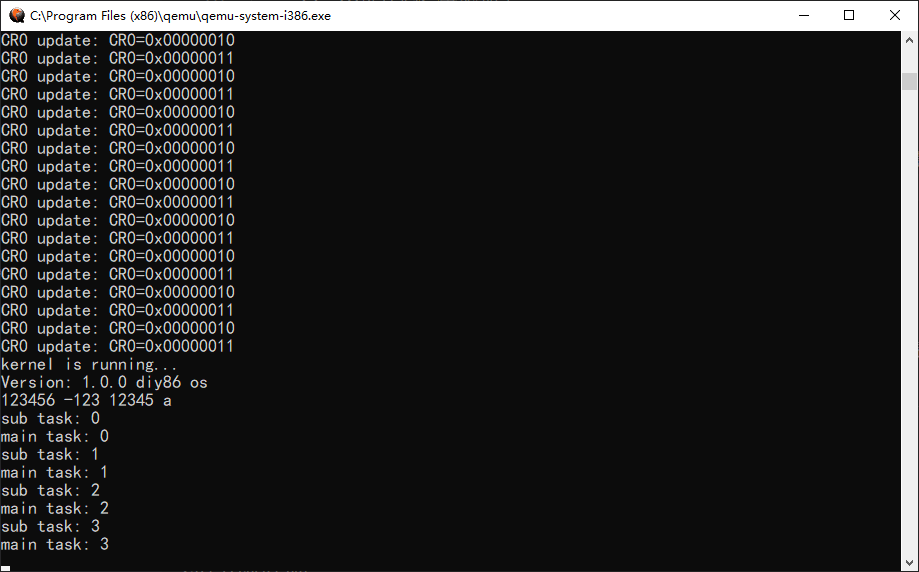 C:\Program Files (x86)\qemu\qemu-system-i386.exe
CR0 update: CR0=0x00000010
CR0 update: CR0=0x00000011
CR0 update: CR0=0x00000010
CR0 update: CR0=0x00000011
CR0 update: CR0=0x00000010
CR0 update: CR0=0x00000011
CR0 update: CR0=0x00000010
CR0 update: CR0=0x00000011
CR0 update: CR0=0x00000010
CR0 update: CR0=0x00000011
CR0 update: CR0=0x00000010
CR0 update: CR0=0x00000011
CR0 update: CR0=0x00000010
CR0 update: CR0=0x00000011
CR0 update: CR0=0x00000010
CR0 update: CR0=0x00000011
CR0 update: CR0=0x00000010
CR0 update: CR0=0x00000011
kernel is running...
Version: 1.0.0 diy86 os
123456 -123 12345 a
sub task: 0
main task: 0
sub task: 1
main task: 1
sub task: 2
main task: 2
sub task: 3
main task: 3